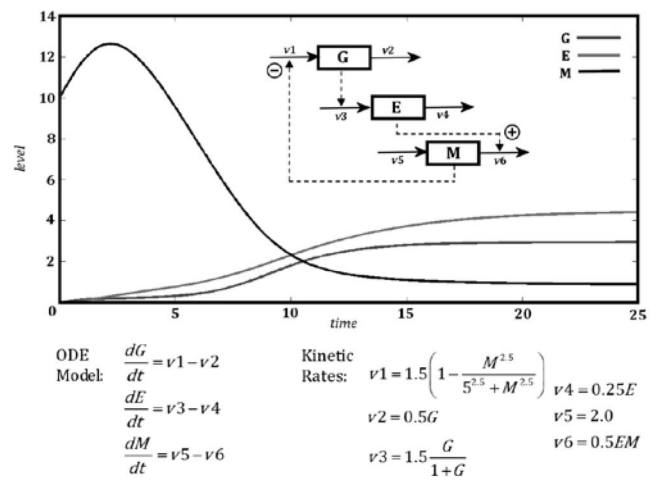 14
12
10
8
6
4
2
0
0
5
10
15
20
25
level
time
G
E
M
v1
G
v2
⊖
v3
E
v4
⊕
v5
M
v6
ODE Model:
dG/dt = v1 − v2
dE/dt = v3 − v4
dM/dt = v5 − v6
Kinetic Rates:
v1 = 1.5(1 − M^2.5/(5^2.5 + M^2.5))
v2 = 0.5G
v3 = 1.5 G/(1 + G)
v4 = 0.25E
v5 = 2.0
v6 = 0.5EM